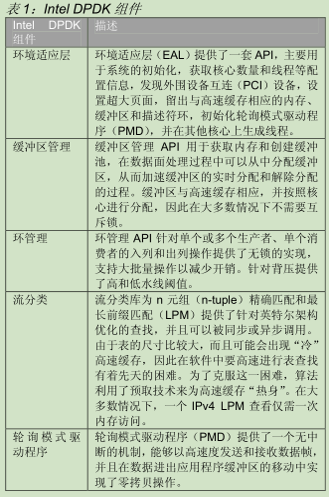 表 1：Intel DPDK 组件
Intel DPDK 描述
组件
环境适应层 环境适应层（EAL）提供了一套 API，主要用
于系统的初始化，获取核心数量和线程等配
置信息，发现外围设备互连（PCI）设备，设
置超大页面，留出与高速缓存相应的内存、
缓冲区和描述符环，初始化轮询模式驱动程
序（PMD），并在其他核心上生成线程。
缓冲区管理 缓冲区管理 API 用于获取内存和创建缓冲
池，在数据面处理过程中可以从中分配缓冲
区，从而加速缓冲区的实时分配和解除分配
的过程。缓冲区与高速缓存相应，并按照核
心进行分配，因此在大多数情况下不需要互
斥锁。
环管理 环管理 API 针对单个或多个生产者、单个消
费者的入列和出列操作提供了无锁的实现，
支持大批量操作以减少开销。针对背压提供
了高和低水线阈值。
流分类 流分类库为 n 元组（n-tuple）精确匹配和最
长前缀匹配（LPM）提供了针对英特尔架构
优化的查找，并且可以被同步或异步调用。
由于表的尺寸比较大，而且可能会出现“冷”
高速缓存，因此在软件中要高速进行表查找
有着先天的困难。为了克服这一困难，算法
利用了预取技术来为高速缓存“热身”。在大
多数情况下，一个 IPv4 LPM 查看仅需一次
内存访问。
轮询模式驱 轮询模式驱动程序（PMD）提供了一个无中
动程序 断的机制，能够以高速度发送和接收数据帧，
并且在数据进出应用程序缓冲区的移动中实
现了零拷贝操作。